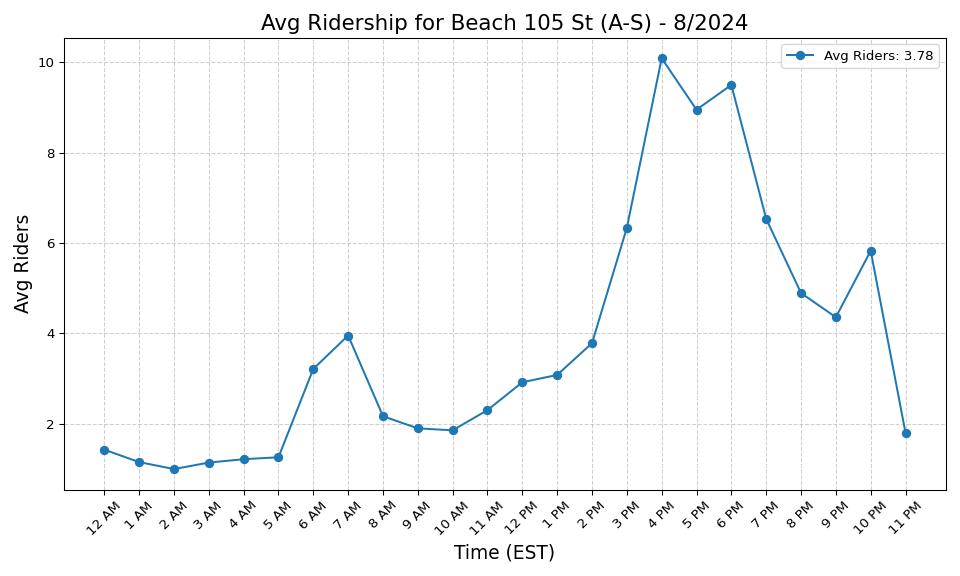 Avg Ridership for Beach 105 St (A-S) - 8/2024
Avg Riders: 3.78
10
8
6
4
2
Avg Riders
12 AM
1 AM
2 AM
3 AM
4 AM
5 AM
6 AM
7 AM
8 AM
9 AM
10 AM
11 AM
12 PM
1 PM
2 PM
3 PM
4 PM
5 PM
6 PM
7 PM
8 PM
9 PM
10 PM
11 PM
Time (EST)